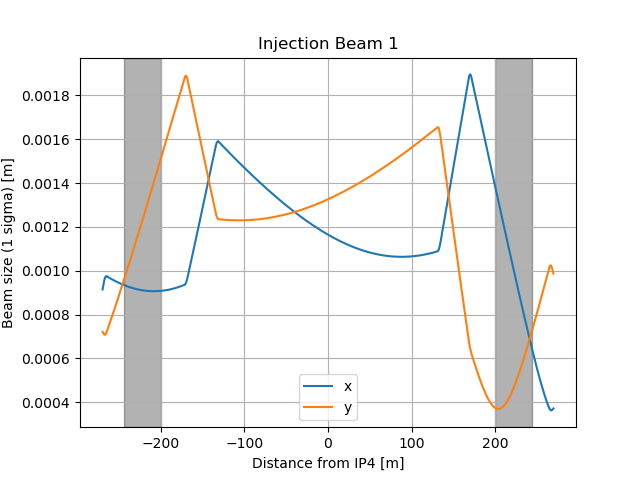 Injection Beam 1
Beam size (1 sigma) [m]
0.0018
0.0016
0.0014
0.0012
0.0010
0.0008
0.0006
0.0004
x
y
−200
−100
0
100
200
Distance from IP4 [m]